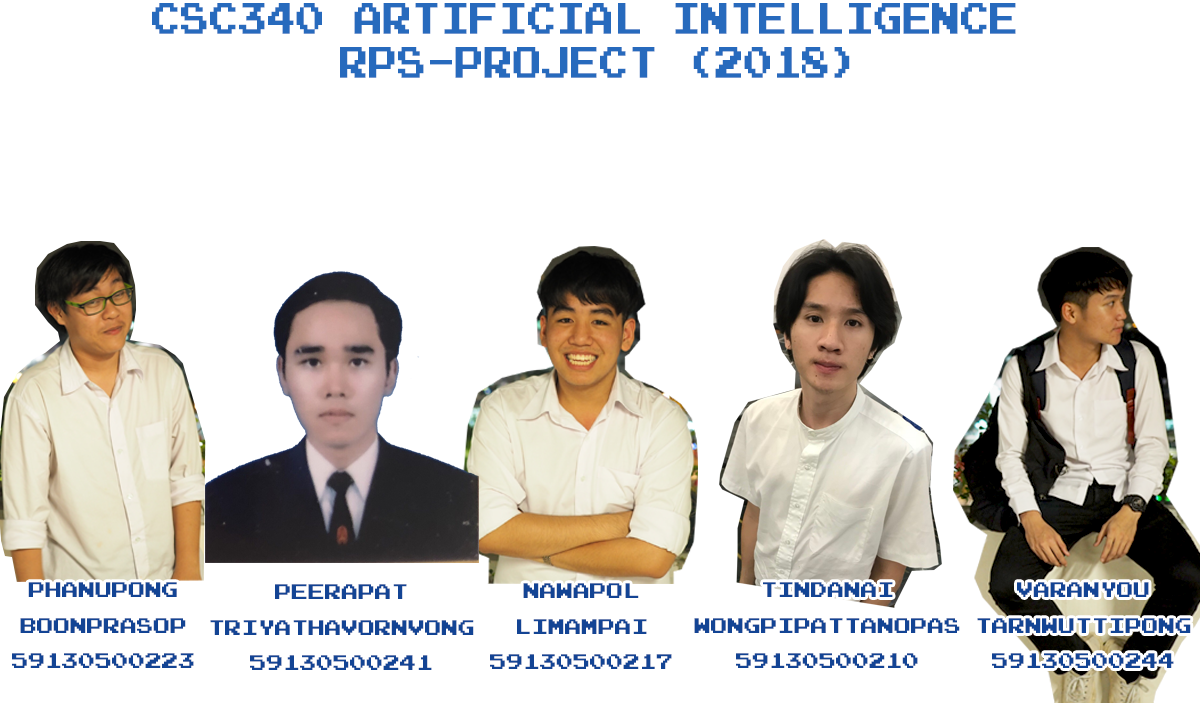 CSC340 ARTIFICIAL INTELLIGENCE
RPS-PROJECT (2018)
PHANUPONG
BOONPRASOP
59130500223
PEERAPAT
TRIYATHAVORNVONG
59130500241
NAWAPOL
LIMAMPAI
59130500217
TINDANAI
WONGPIPATTANOPAS
59130500210
VARANYOU
TARNWUTTIPONG
59130500244